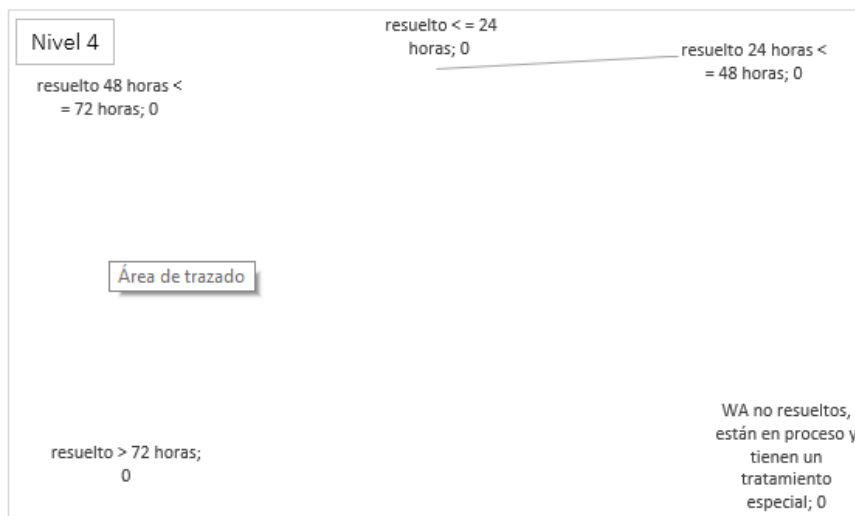 Nivel 4
resuelto < = 24
horas; 0
resuelto 24 horas <
= 48 horas; 0
resuelto 48 horas <
= 72 horas; 0
Área de trazado
resuelto > 72 horas;
0
WA no resueltos,
están en proceso y
tienen un
tratamiento
especial; 0